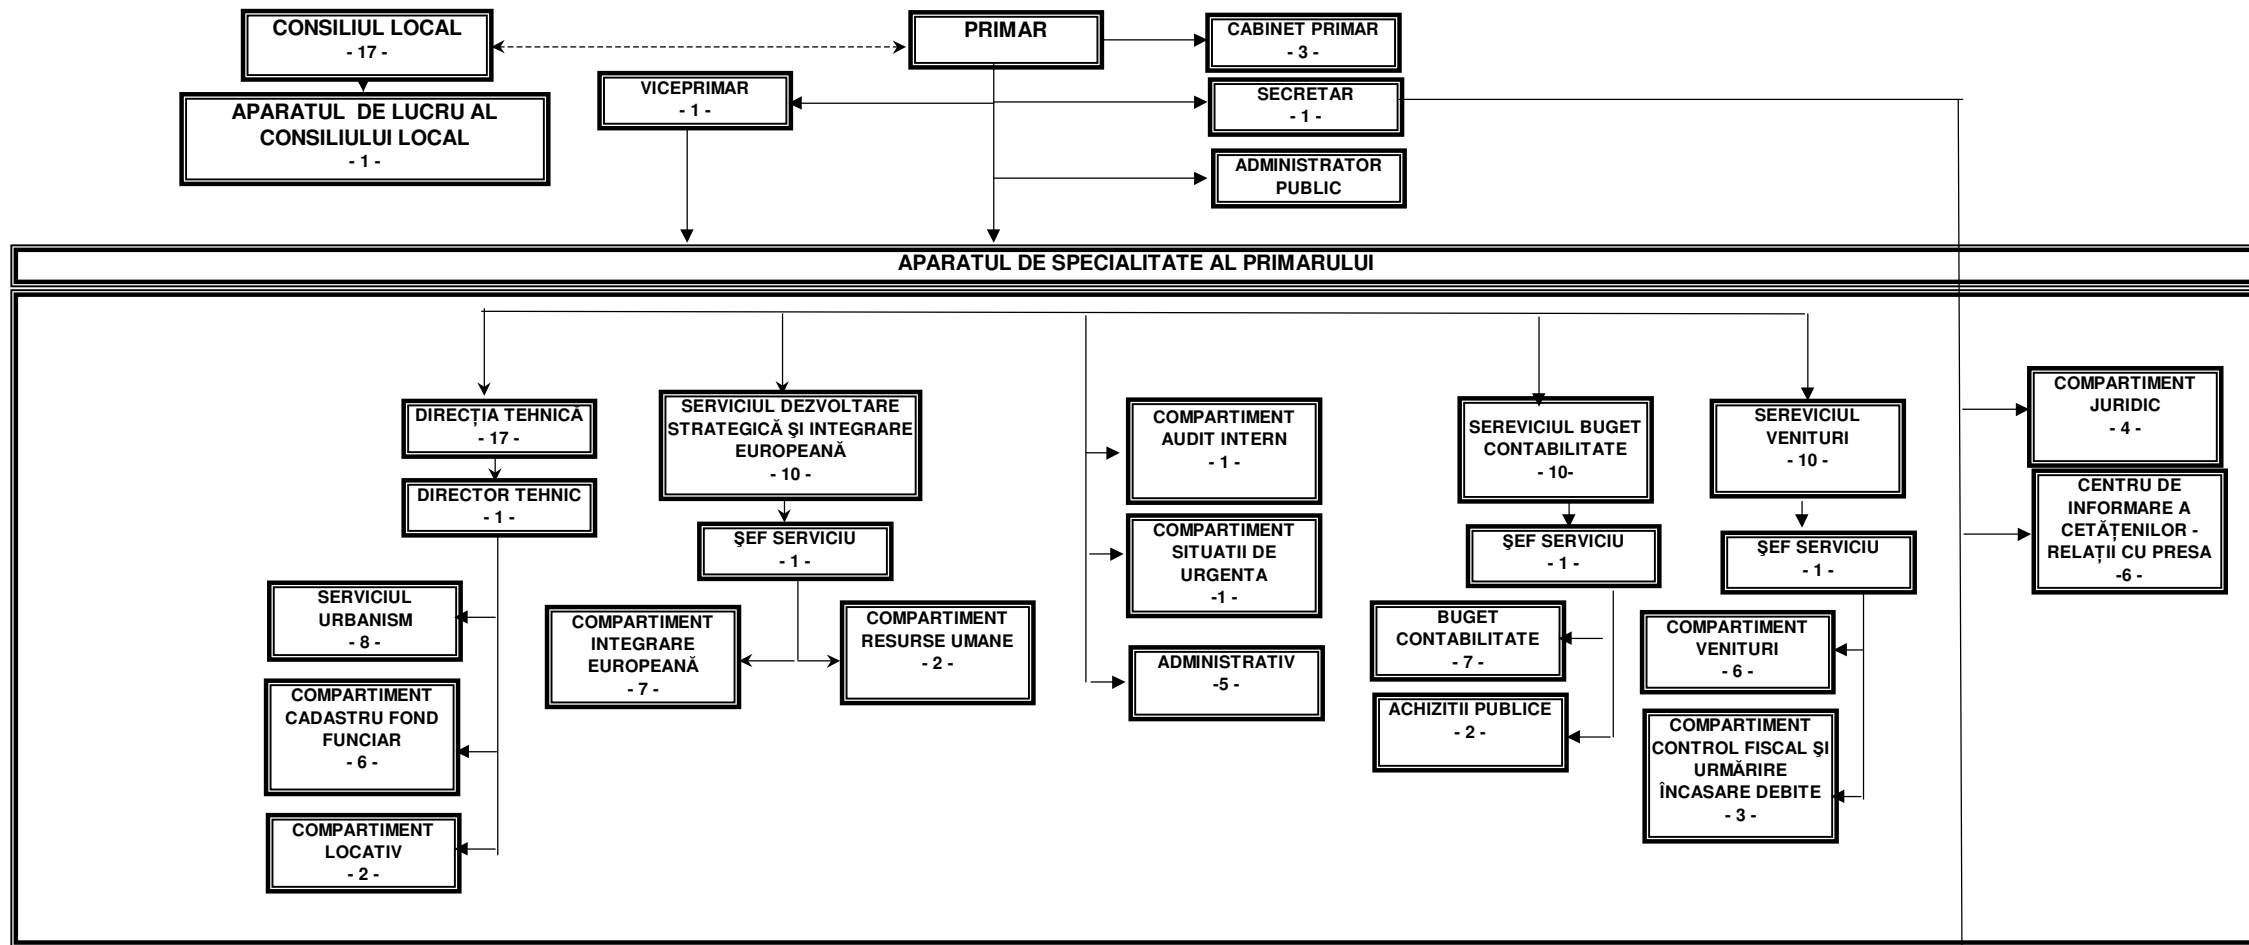 CONSILIUL LOCAL
- 17 -
PRIMAR
CABINET PRIMAR
- 3 -
VICEPRIMAR
- 1 -
SECRETAR
- 1 -
APARATUL DE LUCRU AL
CONSILIULUI LOCAL
- 1 -
ADMINISTRATOR
PUBLIC
APARATUL DE SPECIALITATE AL PRIMARULUI
DIRECȚIA TEHNICĂ
- 17 -
DIRECTOR TEHNIC
- 1 -
SERVICIUL
URBANISM
- 8 -
COMPARTIMENT
CADASTRU FOND
FUNCIAR
- 6 -
COMPARTIMENT
LOCATIV
- 2 -
SERVICIUL DEZVOLTARE
STRATEGICĂ ŞI INTEGRARE
EUROPEANĂ
- 10 -
ŞEF SERVICIU
- 1 -
COMPARTIMENT
INTEGRARE
EUROPEANĂ
- 7 -
COMPARTIMENT
RESURSE UMANE
- 2 -
COMPARTIMENT
AUDIT INTERN
- 1 -
COMPARTIMENT
SITUATII DE
URGENTA
-1 -
ADMINISTRATIV
-5 -
SEREVICIUL BUGET
CONTABILITATE
- 10-
ŞEF SERVICIU
- 1 -
BUGET
CONTABILITATE
- 7 -
ACHIZITII PUBLICE
- 2 -
SEREVICIUL
VENITURI
- 10 -
ŞEF SERVICIU
- 1 -
COMPARTIMENT
VENITURI
- 6 -
COMPARTIMENT
CONTROL FISCAL ŞI
URMĂRIRE
ÎNCASARE DEBITE
- 3 -
COMPARTIMENT
JURIDIC
- 4 -
CENTRU DE
INFORMARE A
CETĂȚENILOR -
RELAȚII CU PRESA
-6 -